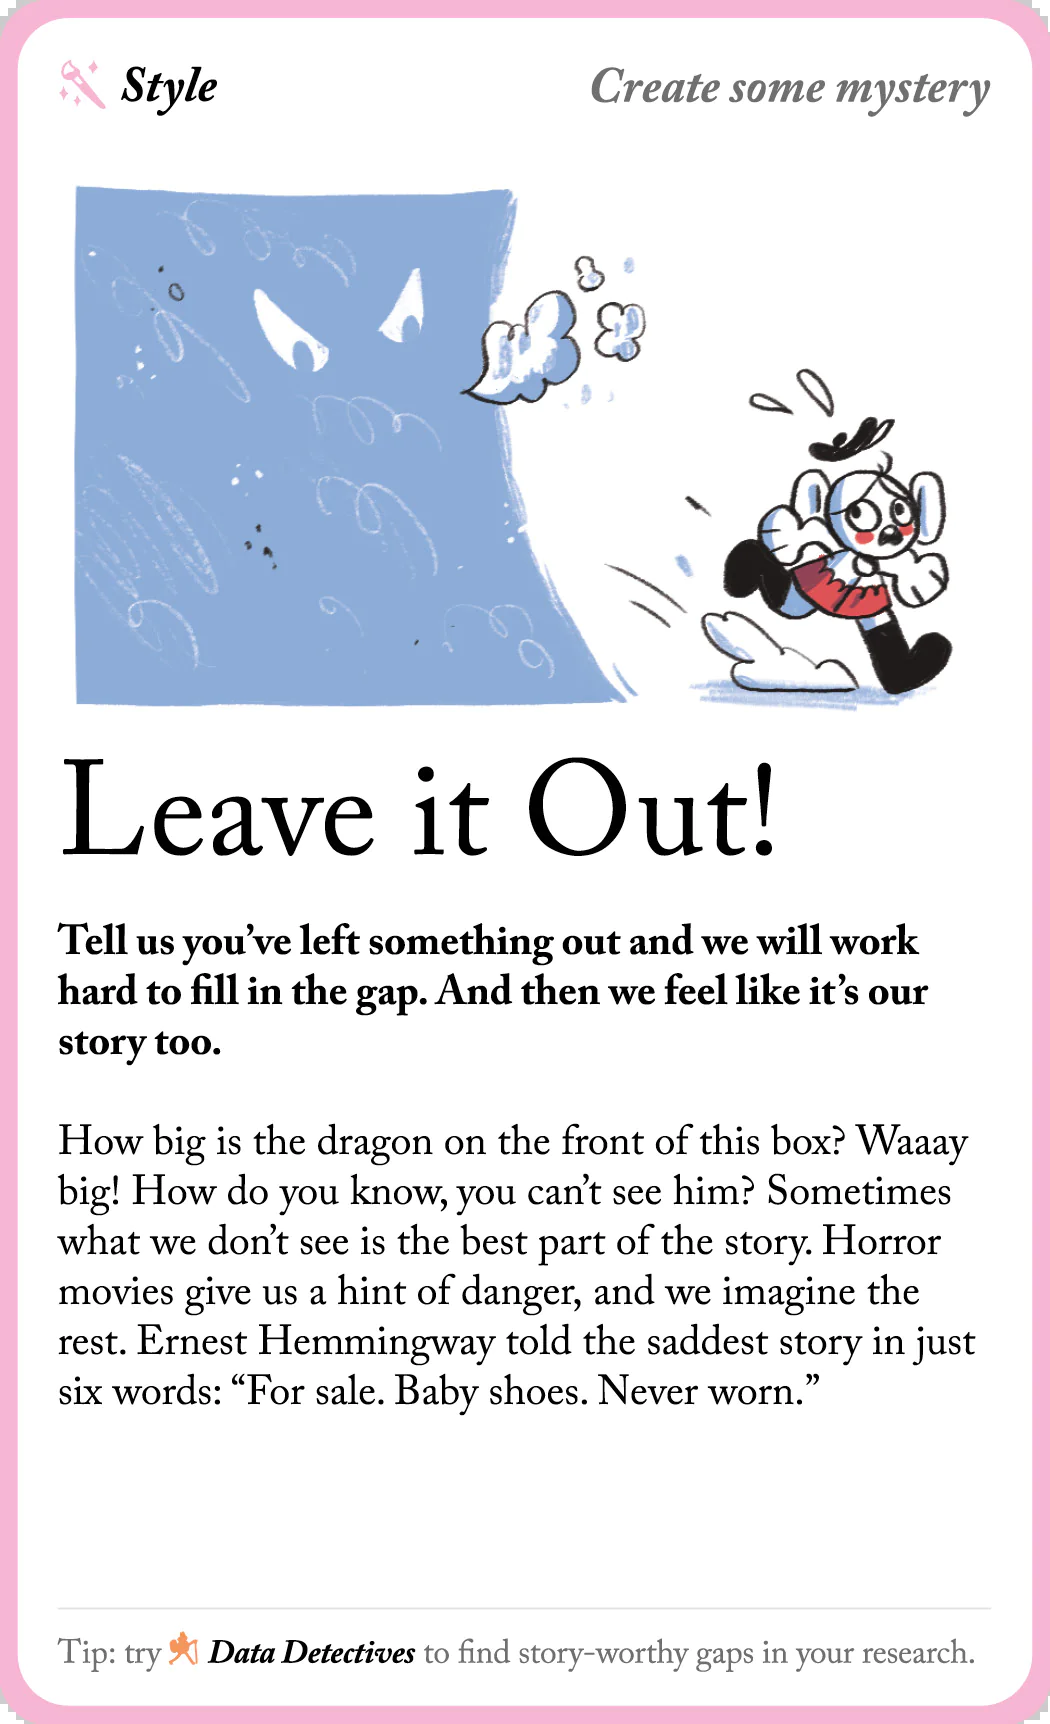 Style
Create some mystery
Leave it Out!
Tell us you’ve left something out and we will work
hard to fill in the gap. And then we feel like it’s our
story too.
How big is the dragon on the front of this box? Waaay
big! How do you know, you can’t see him? Sometimes
what we don’t see is the best part of the story. Horror
movies give us a hint of danger, and we imagine the
rest. Ernest Hemmingway told the saddest story in just
six words: “For sale. Baby shoes. Never worn.”
Tip: try Data Detectives to find story-worthy gaps in your research.